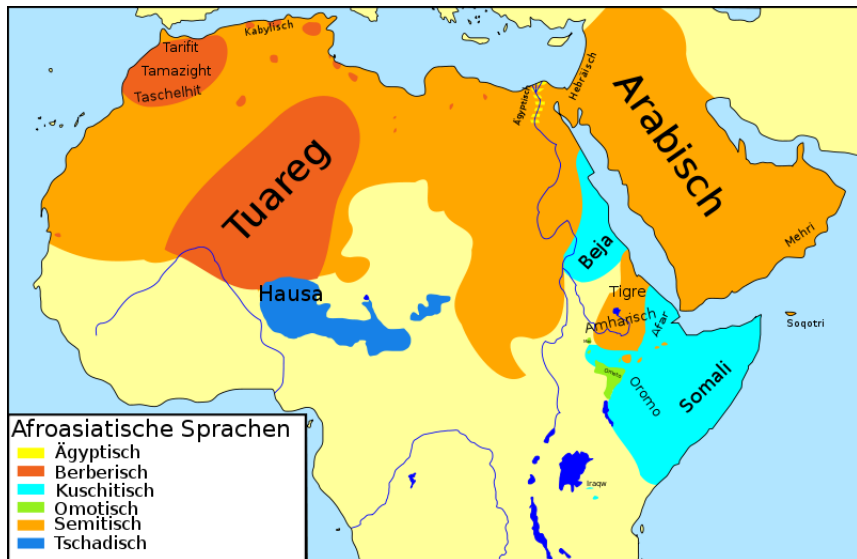 Tarifit
Tamazight
Taschelhit
Kabylisch
Ägyptisch
Hebräisch
Arabisch
Tuareg
Mehri
Beja
Hausa
Tigre
Amharisch
Afar
Soqotri
Ometo
Oromo
Somali
Iraqw
Afroasiatische Sprachen
Ägyptisch
Berberisch
Kuschitisch
Omotisch
Semitisch
Tschadisch